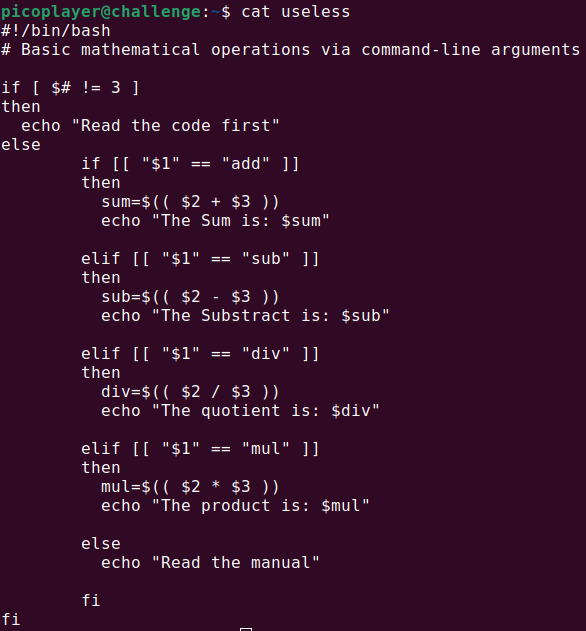 picoplayer@challenge:~$ cat useless
#!/bin/bash
# Basic mathematical operations via command-line arguments

if [ $# != 3 ]
then
  echo "Read the code first"
else
        if [[ "$1" == "add" ]]
        then
          sum=$(( $2 + $3 ))
          echo "The Sum is: $sum"

        elif [[ "$1" == "sub" ]]
        then
          sub=$(( $2 - $3 ))
          echo "The Substract is: $sub"

        elif [[ "$1" == "div" ]]
        then
          div=$(( $2 / $3 ))
          echo "The quotient is: $div"

        elif [[ "$1" == "mul" ]]
        then
          mul=$(( $2 * $3 ))
          echo "The product is: $mul"

        else
          echo "Read the manual"

        fi
fi